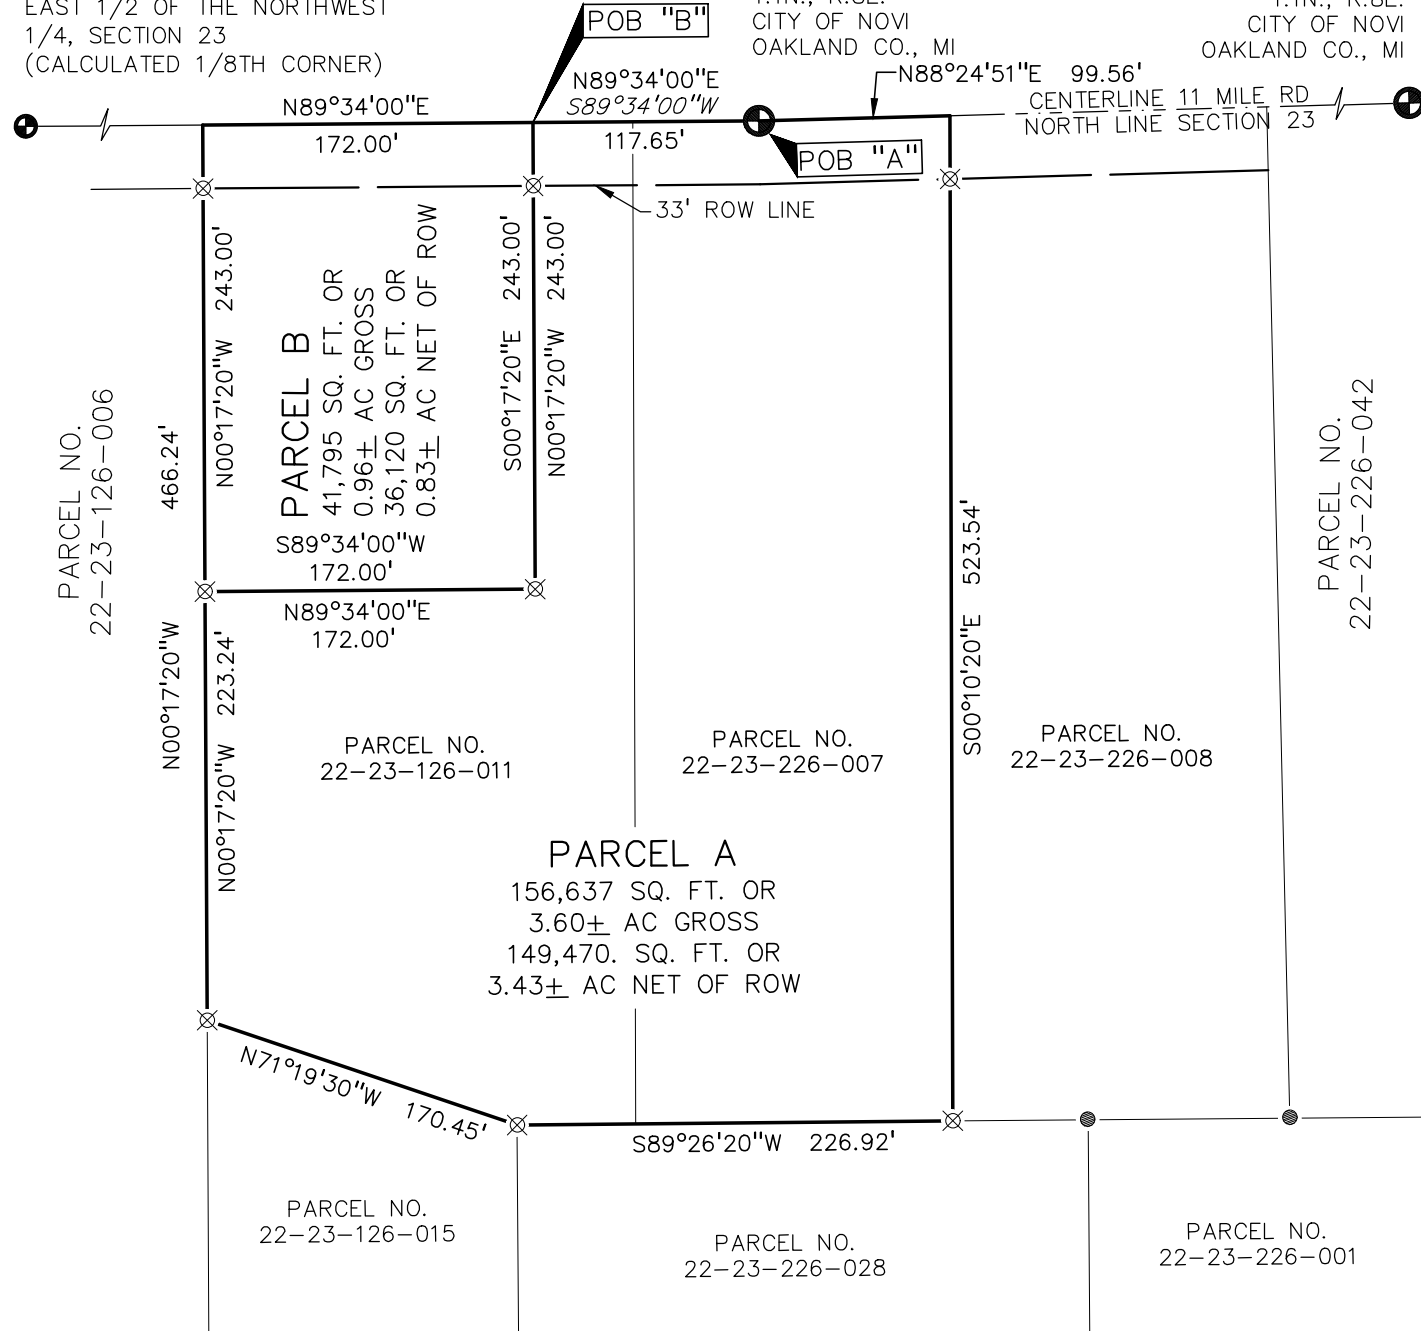 EAST 1/2 OF THE NORTHWEST
1/4, SECTION 23
(CALCULATED 1/8TH CORNER)
POB "B"
CITY OF NOVI
OAKLAND CO., MI
CITY OF NOVI
OAKLAND CO., MI
N89°34'00"E
172.00'
N89°34'00"E
S89°34'00"W
117.65'
N88°24'51"E 99.56'
CENTERLINE 11 MILE RD
NORTH LINE SECTION 23
POB "A"
33' ROW LINE
PARCEL NO.
22-23-126-006
N00°17'20"W 466.24'
N00°17'20"W 243.00'
PARCEL B
41,795 SQ. FT. OR
0.96± AC GROSS
36,120 SQ. FT. OR
0.83± AC NET OF ROW
S00°17'20"E 243.00'
N00°17'20"W 243.00'
S89°34'00"W
172.00'
N89°34'00"E
172.00'
N00°17'20"W 223.24'
S00°10'20"E 523.54'
PARCEL NO.
22-23-226-042
PARCEL NO.
22-23-126-011
PARCEL NO.
22-23-226-007
PARCEL NO.
22-23-226-008
PARCEL A
156,637 SQ. FT. OR
3.60± AC GROSS
149,470. SQ. FT. OR
3.43± AC NET OF ROW
N71°19'30"W 170.45'
S89°26'20"W 226.92'
PARCEL NO.
22-23-126-015
PARCEL NO.
22-23-226-028
PARCEL NO.
22-23-226-001